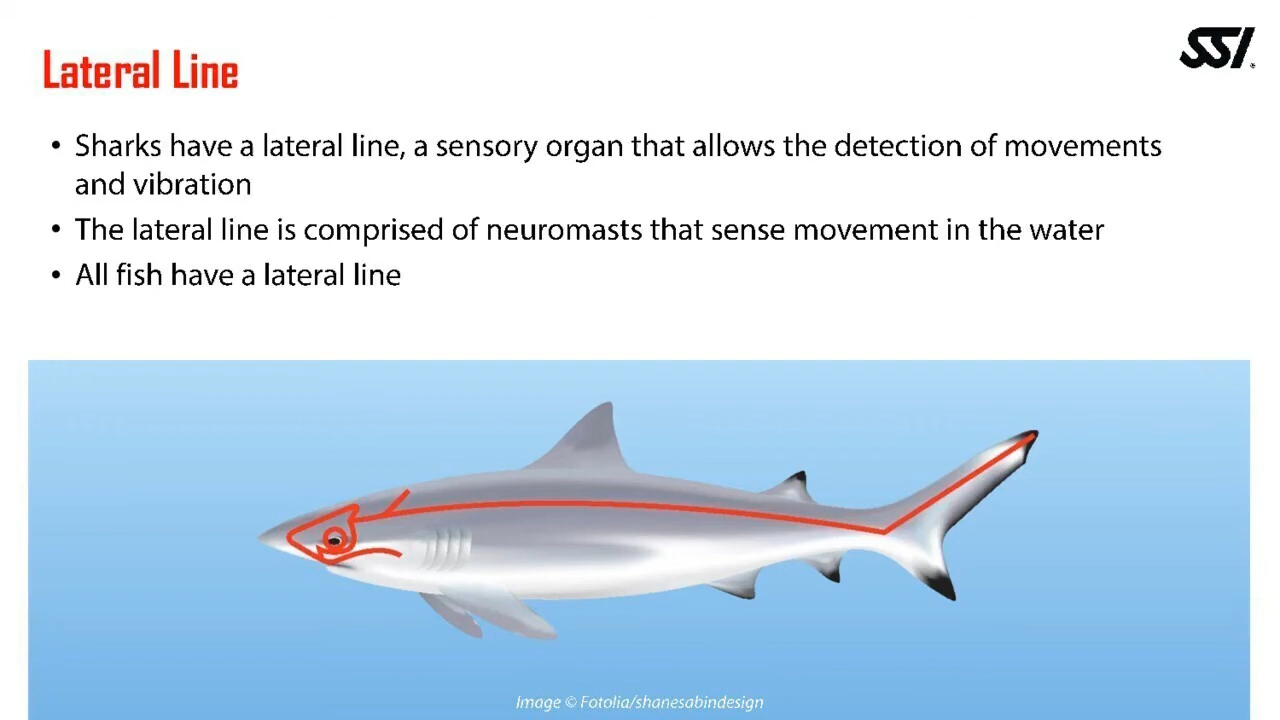 Lateral Line
SSI
• Sharks have a lateral line, a sensory organ that allows the detection of movements
and vibration
• The lateral line is comprised of neuromasts that sense movement in the water
• All fish have a lateral line
Image © Fotolia/shanesabindesign